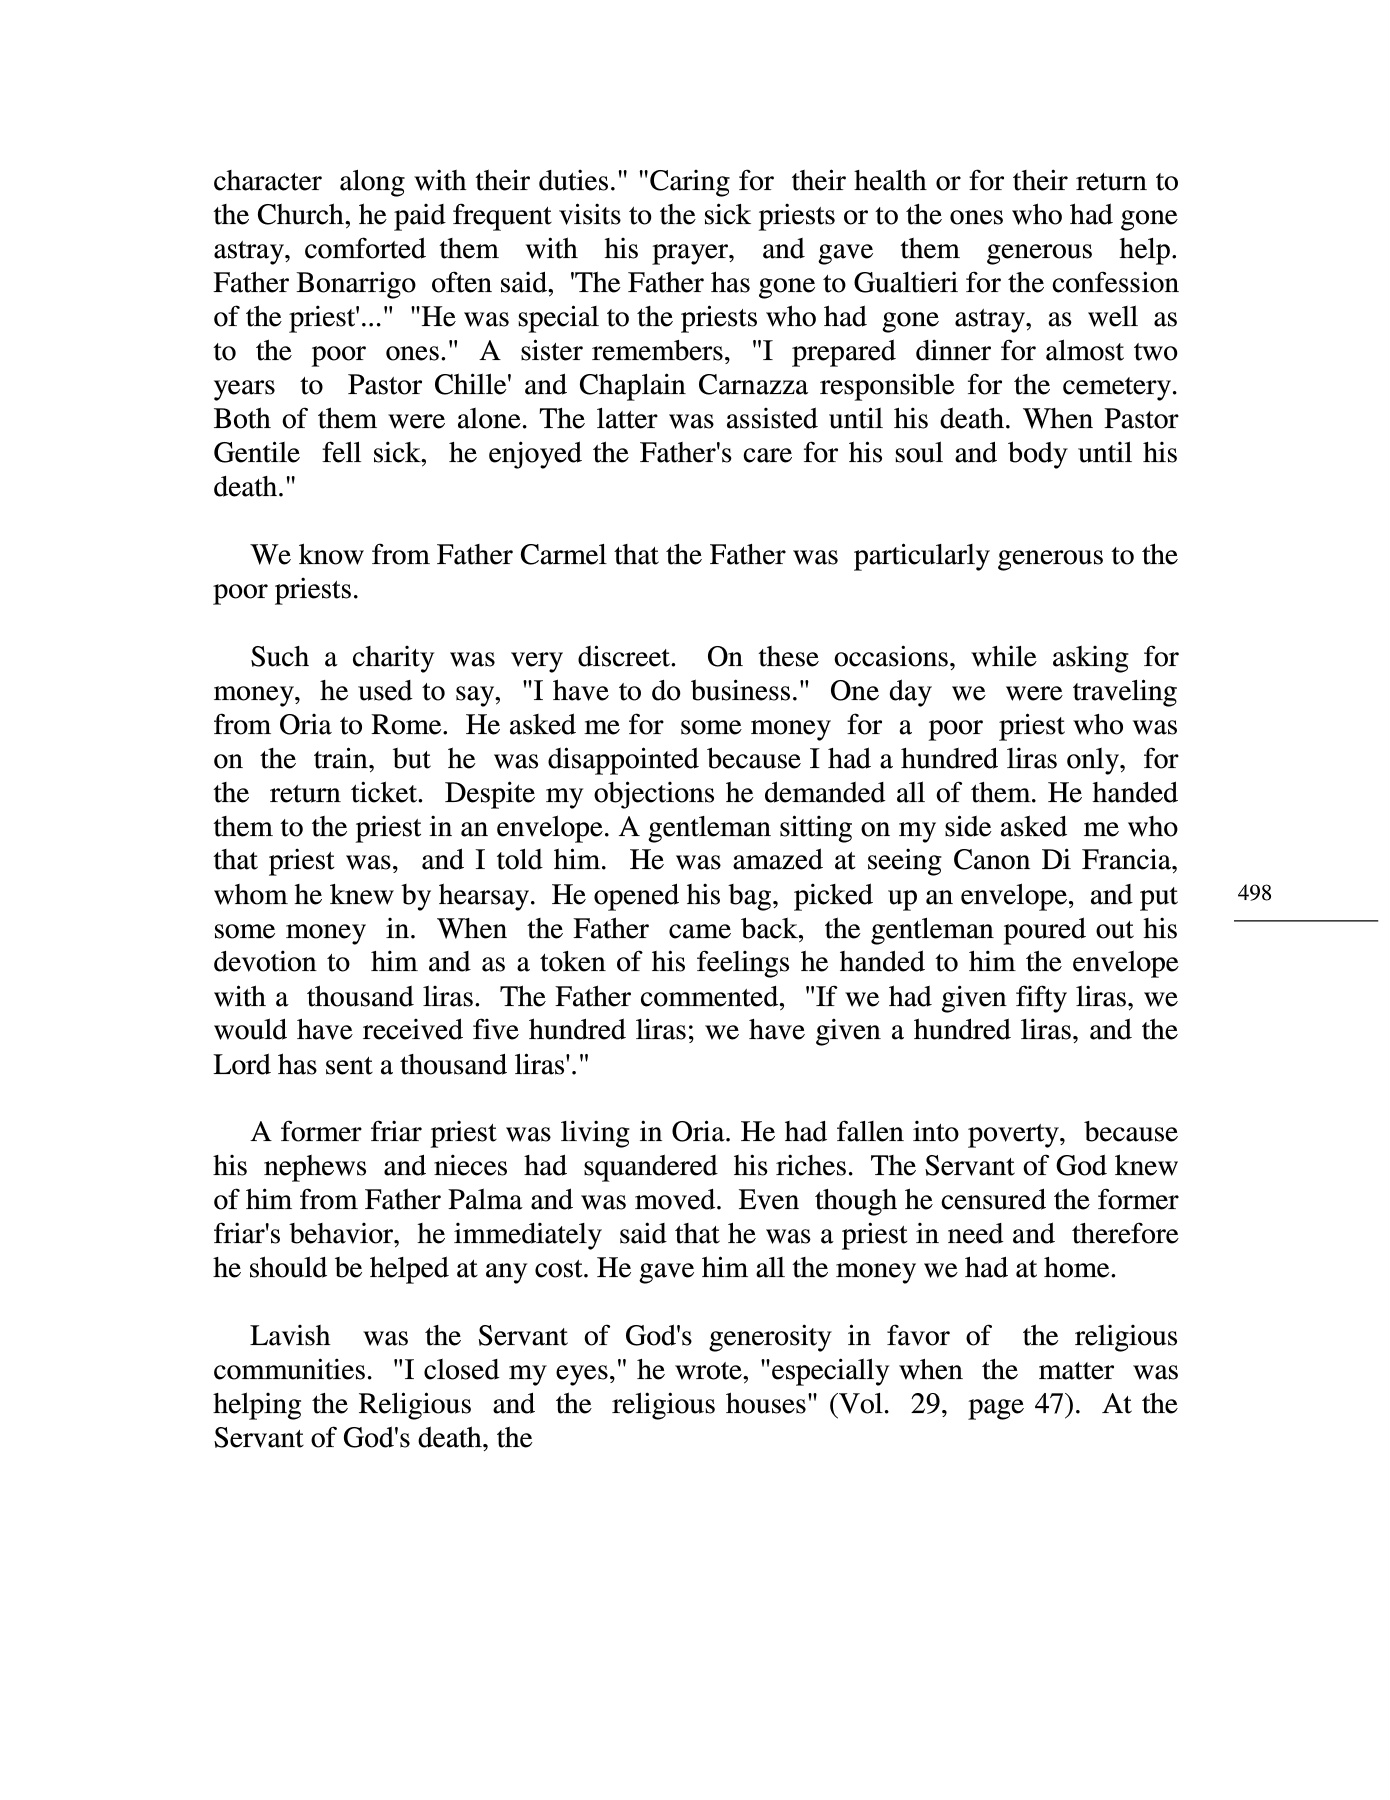 character along with their duties." "Caring for their health or for their return to
the Church, he paid frequent visits to the sick priests or to the ones who had gone
astray, comforted them with his prayer, and gave them generous help.
Father Bonarrigo often said, 'The Father has gone to Gualtieri for the confession
of the priest'..." "He was special to the priests who had gone astray, as well as
to the poor ones." A sister remembers, "I prepared dinner for almost two
years to Pastor Chille' and Chaplain Carnazza responsible for the cemetery.
Both of them were alone. The latter was assisted until his death. When Pastor
Gentile fell sick, he enjoyed the Father's care for his soul and body until his
death."
We know from Father Carmel that the Father was particularly generous to the
poor priests.
Such a charity was very discreet. On these occasions, while asking for
money, he used to say, "I have to do business." One day we were traveling
from Oria to Rome. He asked me for some money for a poor priest who was
on the train, but he was disappointed because I had a hundred liras only, for
the return ticket. Despite my objections he demanded all of them. He handed
them to the priest in an envelope. A gentleman sitting on my side asked me who
that priest was, and I told him. He was amazed at seeing Canon Di Francia,
whom he knew by hearsay. He opened his bag, picked up an envelope, and put
some money in. When the Father came back, the gentleman poured out his
devotion to him and as a token of his feelings he handed to him the envelope
with a thousand liras. The Father commented, "If we had given fifty liras, we
would have received five hundred liras; we have given a hundred liras, and the
Lord has sent a thousand liras'."
A former friar priest was living in Oria. He had fallen into poverty, because
his nephews and nieces had squandered his riches. The Servant of God knew
of him from Father Palma and was moved. Even though he censured the former
friar's behavior, he immediately said that he was a priest in need and therefore
he should be helped at any cost. He gave him all the money we had at home.
Lavish was the Servant of God's generosity in favor of the religious
communities. "I closed my eyes," he wrote, "especially when the matter was
helping the Religious and the religious houses" (Vol. 29, page 47). At the
Servant of God's death, the
498